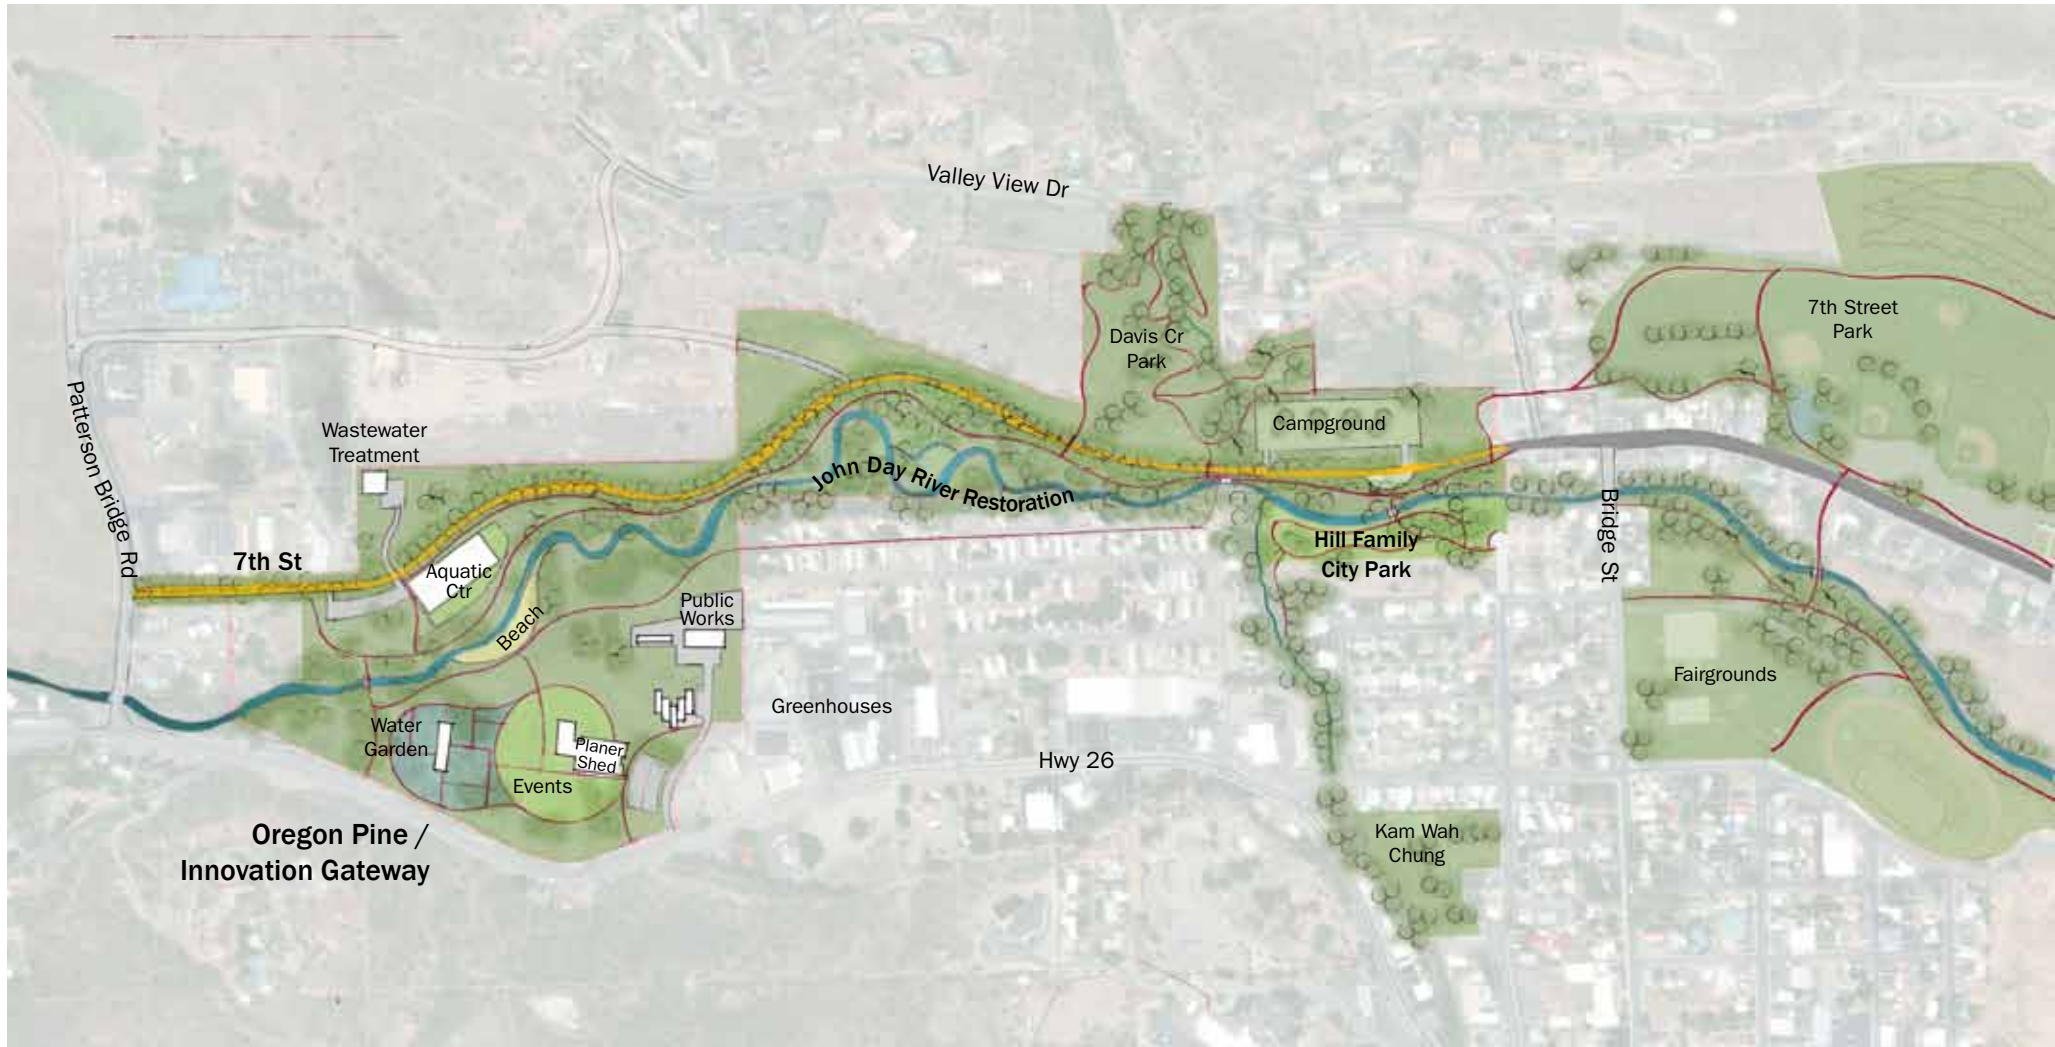 Valley View Dr
7th Street
Park
Davis Cr
Park
Patterson Bridge Rd
Wastewater
Treatment
Campground
John Day River Restoration
Bridge St
7th St
Hill Family
City Park
Aquatic
Ctr
Beach
Public
Works
Fairgrounds
Greenhouses
Water
Garden
Planer
Shed
Events
Hwy 26
Oregon Pine /
Innovation Gateway
Kam Wah
Chung